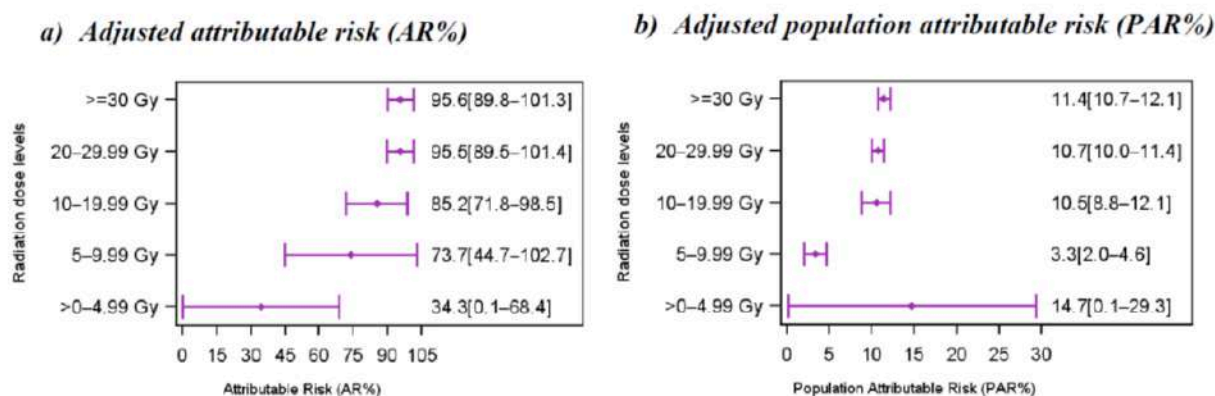 a) Adjusted attributable risk (AR%)
Radiation dose levels
>=30 Gy 95.6[89.8–101.3]
20–29.99 Gy 95.5[89.5–101.4]
10–19.99 Gy 85.2[71.8–98.5]
5–9.99 Gy 73.7[44.7–102.7]
>0–4.99 Gy 34.3[0.1–68.4]
0 15 30 45 60 75 90 105
Attributable Risk (AR%)
b) Adjusted population attributable risk (PAR%)
Radiation dose levels
>=30 Gy 11.4[10.7–12.1]
20–29.99 Gy 10.7[10.0–11.4]
10–19.99 Gy 10.5[8.8–12.1]
5–9.99 Gy 3.3[2.0–4.6]
>0–4.99 Gy 14.7[0.1–29.3]
0 5 10 15 20 25 30
Population Attributable Risk (PAR%)